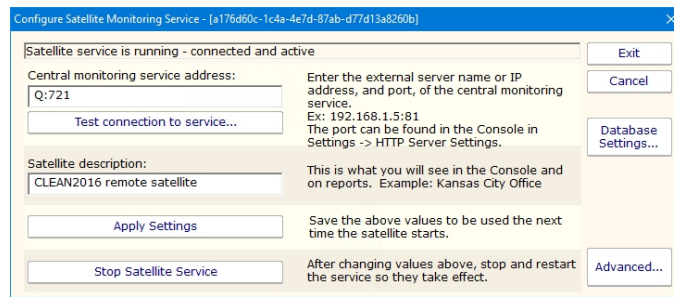 Configure Satellite Monitoring Service - [a176d60c-1c4a-4e7d-87ab-d77d13a8260b]
Satellite service is running - connected and active
Exit
Central monitoring service address:
Q:721
Test connection to service...
Enter the external server name or IP
address, and port, of the central monitoring
service.
Ex: 192.168.1.5:81
The port can be found in the Console in
Settings -> HTTP Server Settings.
Cancel
Database
Settings...
Satellite description:
CLEAN2016 remote satellite
This is what you will see in the Console and
on reports. Example: Kansas City Office
Apply Settings
Save the above values to be used the next
time the satellite starts.
Stop Satellite Service
After changing values above, stop and restart
the service so they take effect.
Advanced...